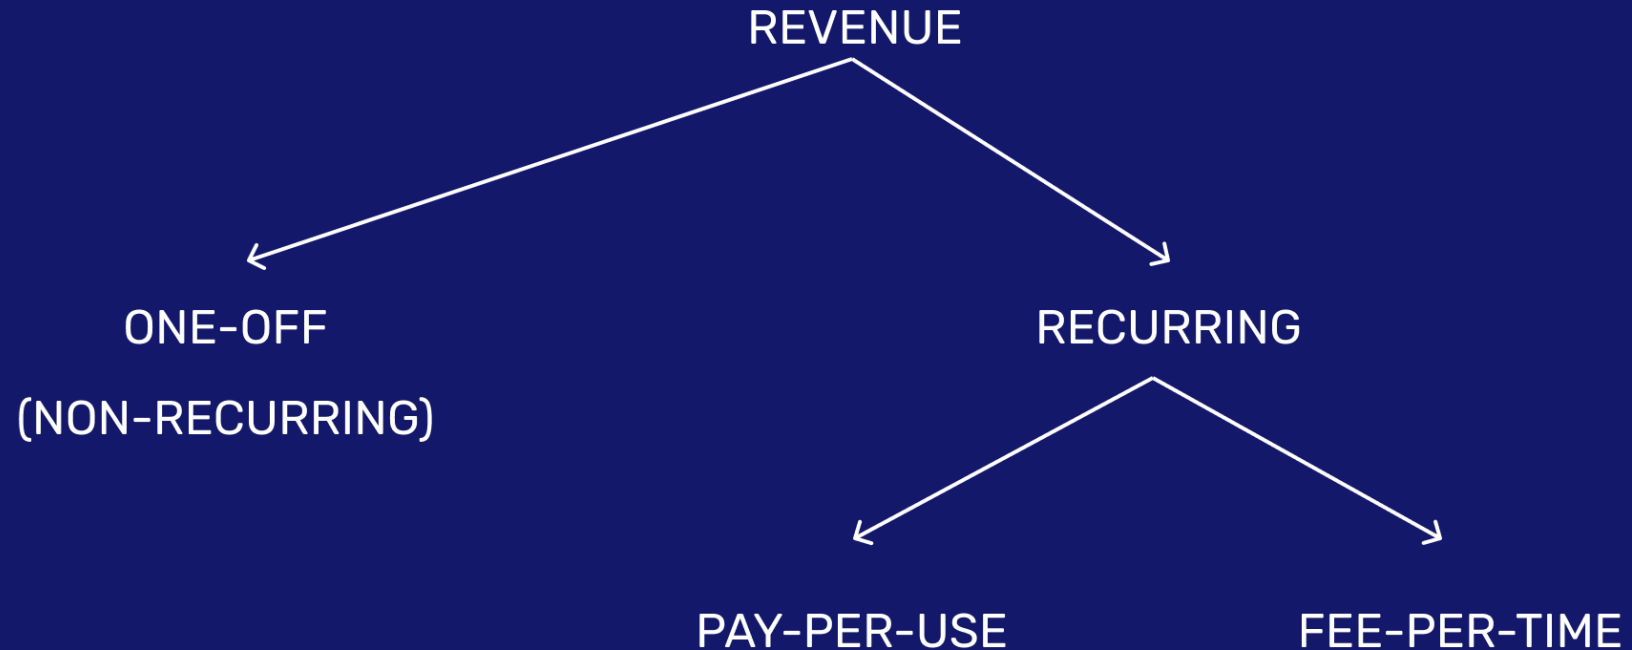 REVENUE
ONE-OFF
(NON-RECURRING)
RECURRING
PAY-PER-USE
FEE-PER-TIME